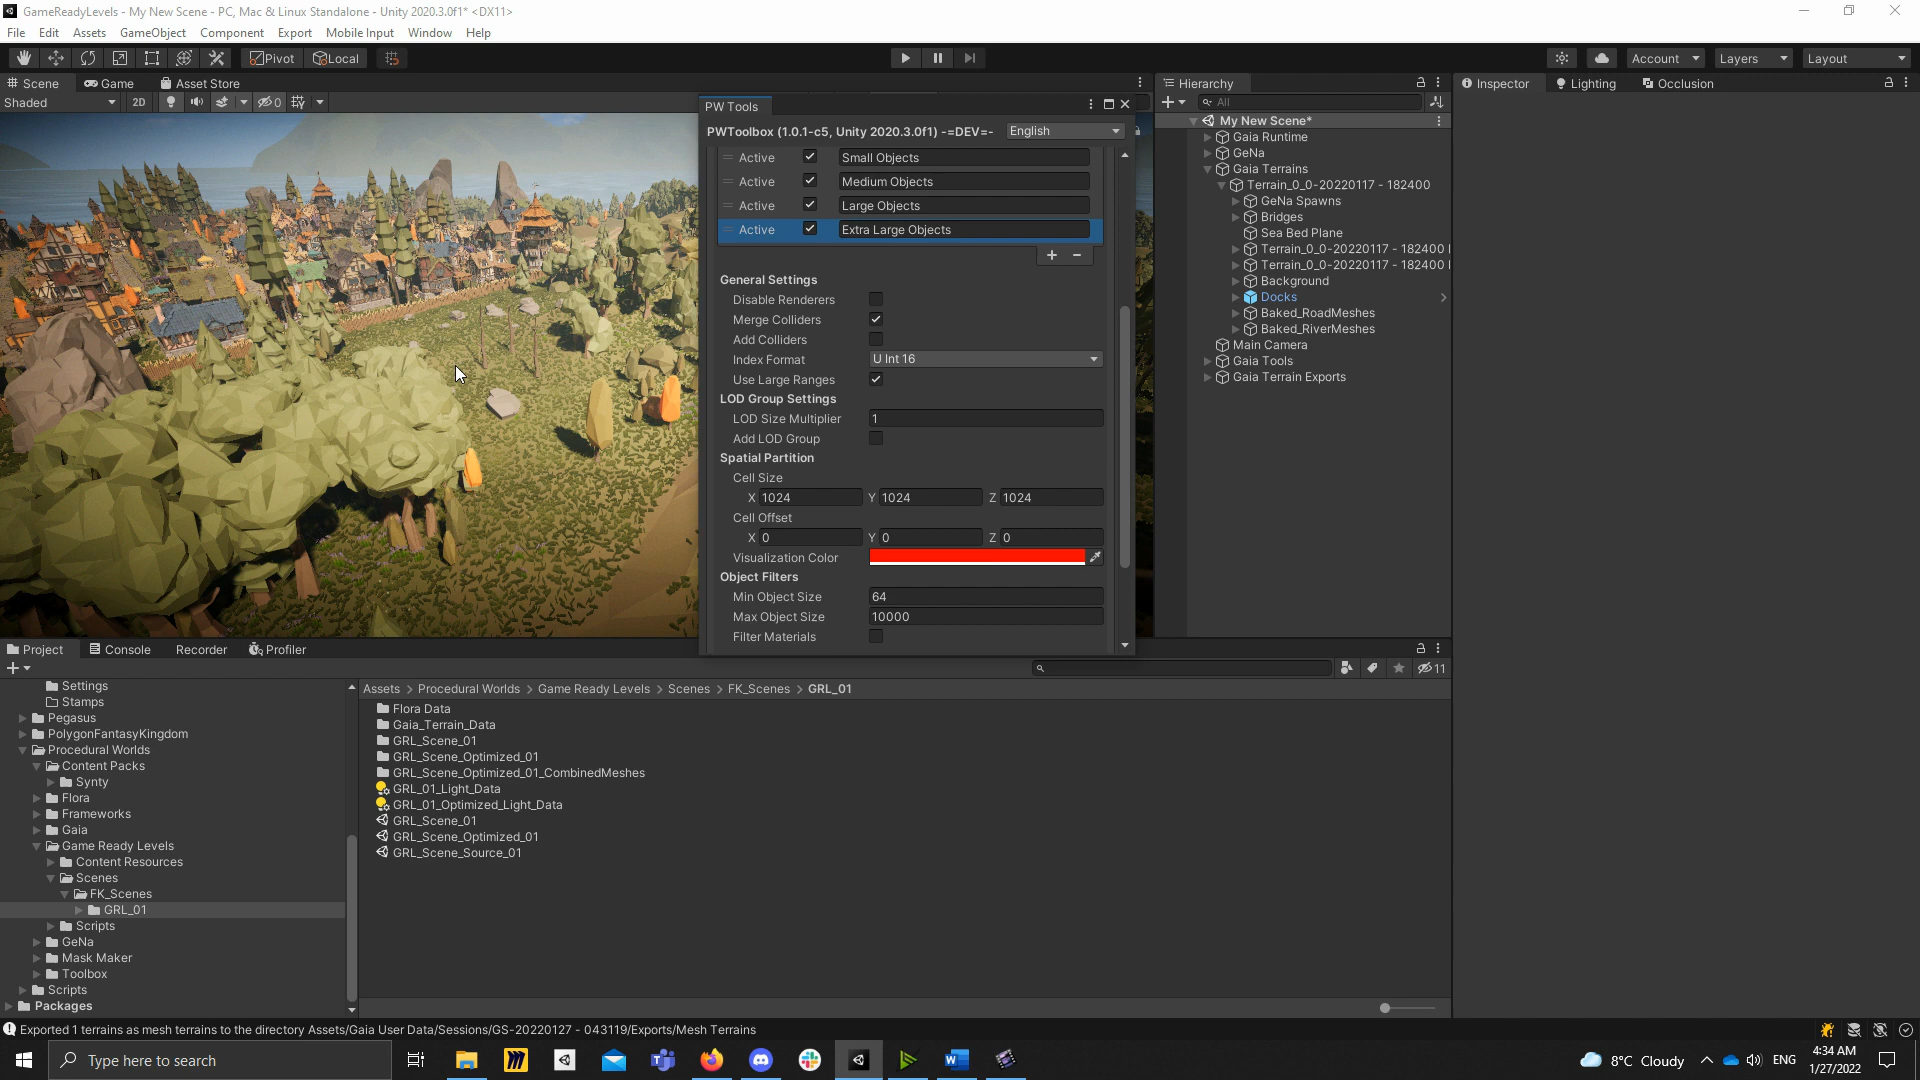 GameReadyLevels - My New Scene - PC, Mac & Linux Standalone - Unity 2020.3.0f1* <DX11>
File Edit Assets GameObject Component Export Mobile Input Window Help
Pivot Local Account Layers Layout
Scene Game Asset Store
Shaded 2D 0
PW Tools
PWToolbox (1.0.1-c5, Unity 2020.3.0f1) -=DEV=- English
Active Small Objects
Active Medium Objects
Active Large Objects
Active Extra Large Objects
+ -
General Settings
Disable Renderers
Merge Colliders
Add Colliders
Index Format U Int 16
Use Large Ranges
LOD Group Settings
LOD Size Multiplier 1
Add LOD Group
Spatial Partition
Cell Size
X 1024 Y 1024 Z 1024
Cell Offset
X 0 Y 0 Z 0
Visualization Color
Object Filters
Min Object Size 64
Max Object Size 10000
Filter Materials
Hierarchy
All
My New Scene*
Gaia Runtime
GeNa
Gaia Terrains
Terrain_0_0-20220117 - 182400
GeNa Spawns
Bridges
Sea Bed Plane
Terrain_0_0-20220117 - 182400
Terrain_0_0-20220117 - 182400
Background
Docks
Baked_RoadMeshes
Baked_RiverMeshes
Main Camera
Gaia Tools
Gaia Terrain Exports
Inspector Lighting Occlusion
Project Console Recorder Profiler
11
Settings
Stamps
Pegasus
PolygonFantasyKingdom
Procedural Worlds
Content Packs
Synty
Flora
Frameworks
Gaia
Game Ready Levels
Content Resources
Scenes
FK_Scenes
GRL_01
Scripts
GeNa
Mask Maker
Toolbox
Scripts
Packages
Assets > Procedural Worlds > Game Ready Levels > Scenes > FK_Scenes > GRL_01
Flora Data
Gaia_Terrain_Data
GRL_Scene_01
GRL_Scene_Optimized_01
GRL_Scene_Optimized_01_CombinedMeshes
GRL_01_Light_Data
GRL_01_Optimized_Light_Data
GRL_Scene_01
GRL_Scene_Optimized_01
GRL_Scene_Source_01
Exported 1 terrains as mesh terrains to the directory Assets/Gaia User Data/Sessions/GS-20220127 - 043119/Exports/Mesh Terrains
Type here to search
8°C Cloudy
ENG
4:34 AM
1/27/2022